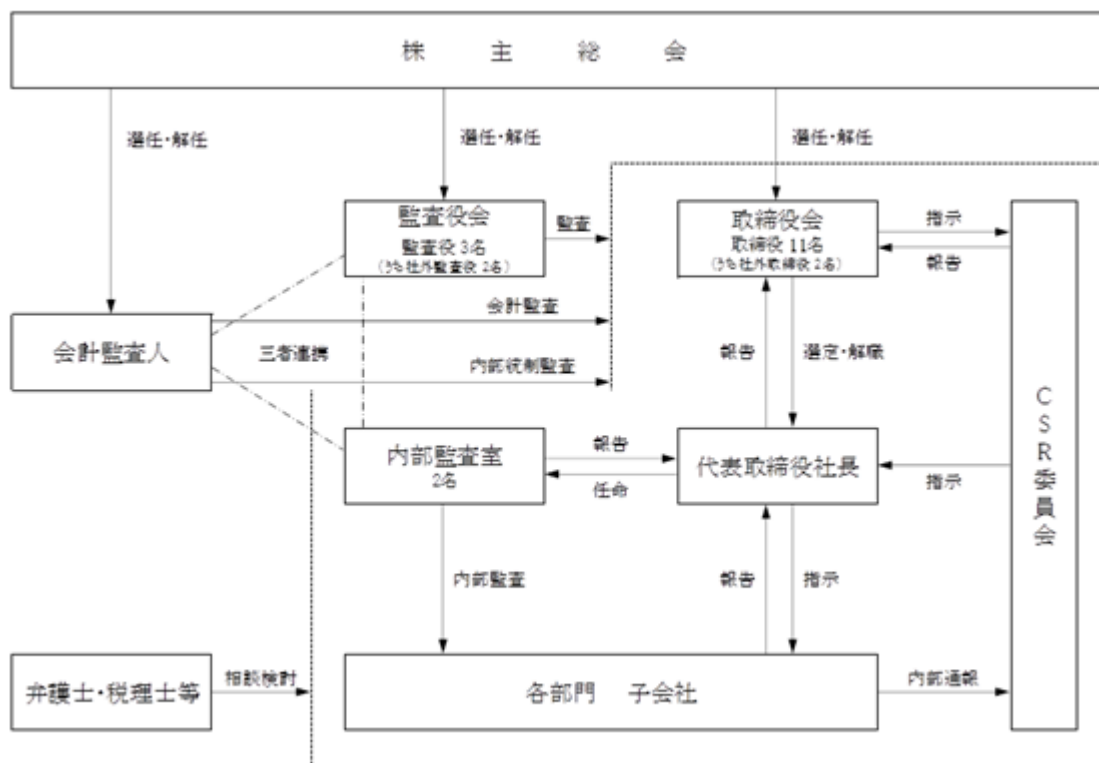 株主総会
選任・解任
選任・解任
選任・解任
監査役会
監査役3名
(うち社外監査役2名)
監査
取締役会
取締役11名
(うち社外取締役2名)
指示
報告
会計監査人
会計監査
三者連携
内部統制監査
報告
選定・解職
CSR委員会
内部監査室
2名
報告
任命
代表取締役社長
指示
内部監査
報告
指示
弁護士・税理士等
相談検討
各部門 子会社
内部通報